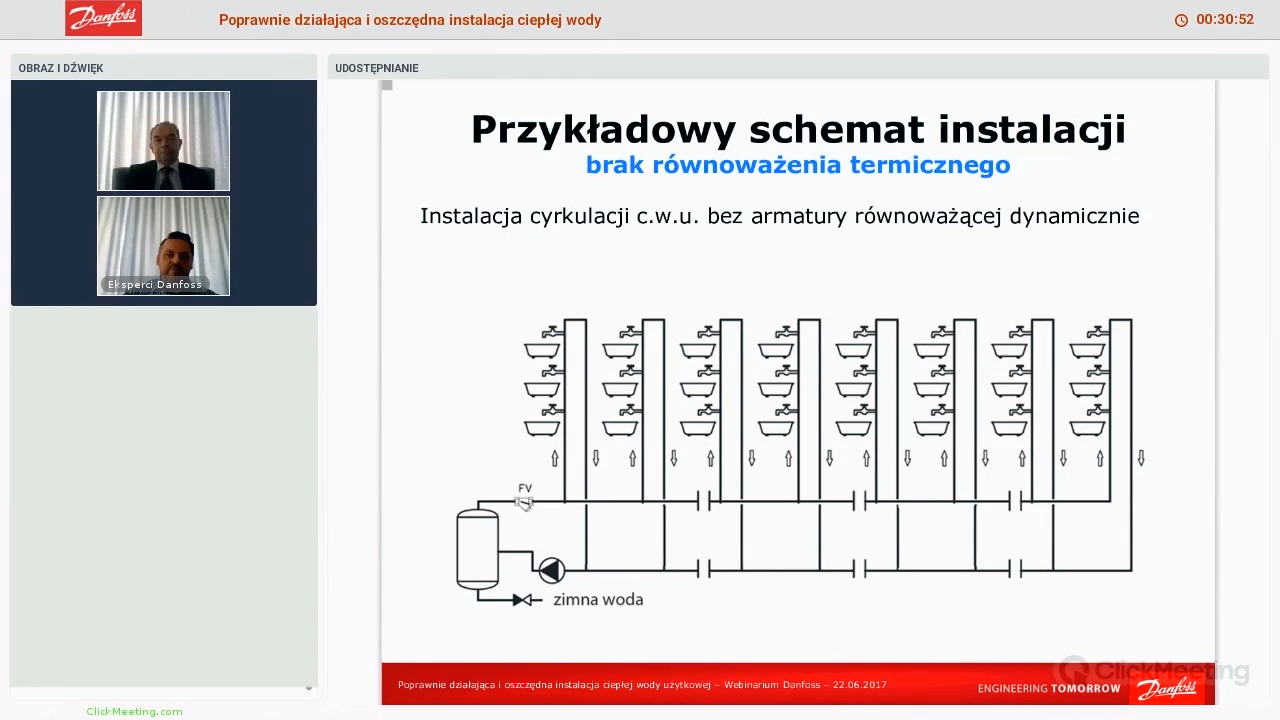 Danfoss
Poprawnie działająca i oszczędna instalacja ciepłej wody
00:30:52
OBRAZ I DŹWIĘK
UDOSTĘPNIANIE
Eksperci Danfoss
Przykładowy schemat instalacji
brak równoważenia termicznego
Instalacja cyrkulacji c.w.u. bez armatury równoważącej dynamicznie
FV
zimna woda
ClickMeeting
Poprawnie działająca i oszczędna instalacja ciepłej wody użytkowej – Webinarium Danfoss – 22.06.2017
ENGINEERING TOMORROW
Danfoss
ClickMeeting.com